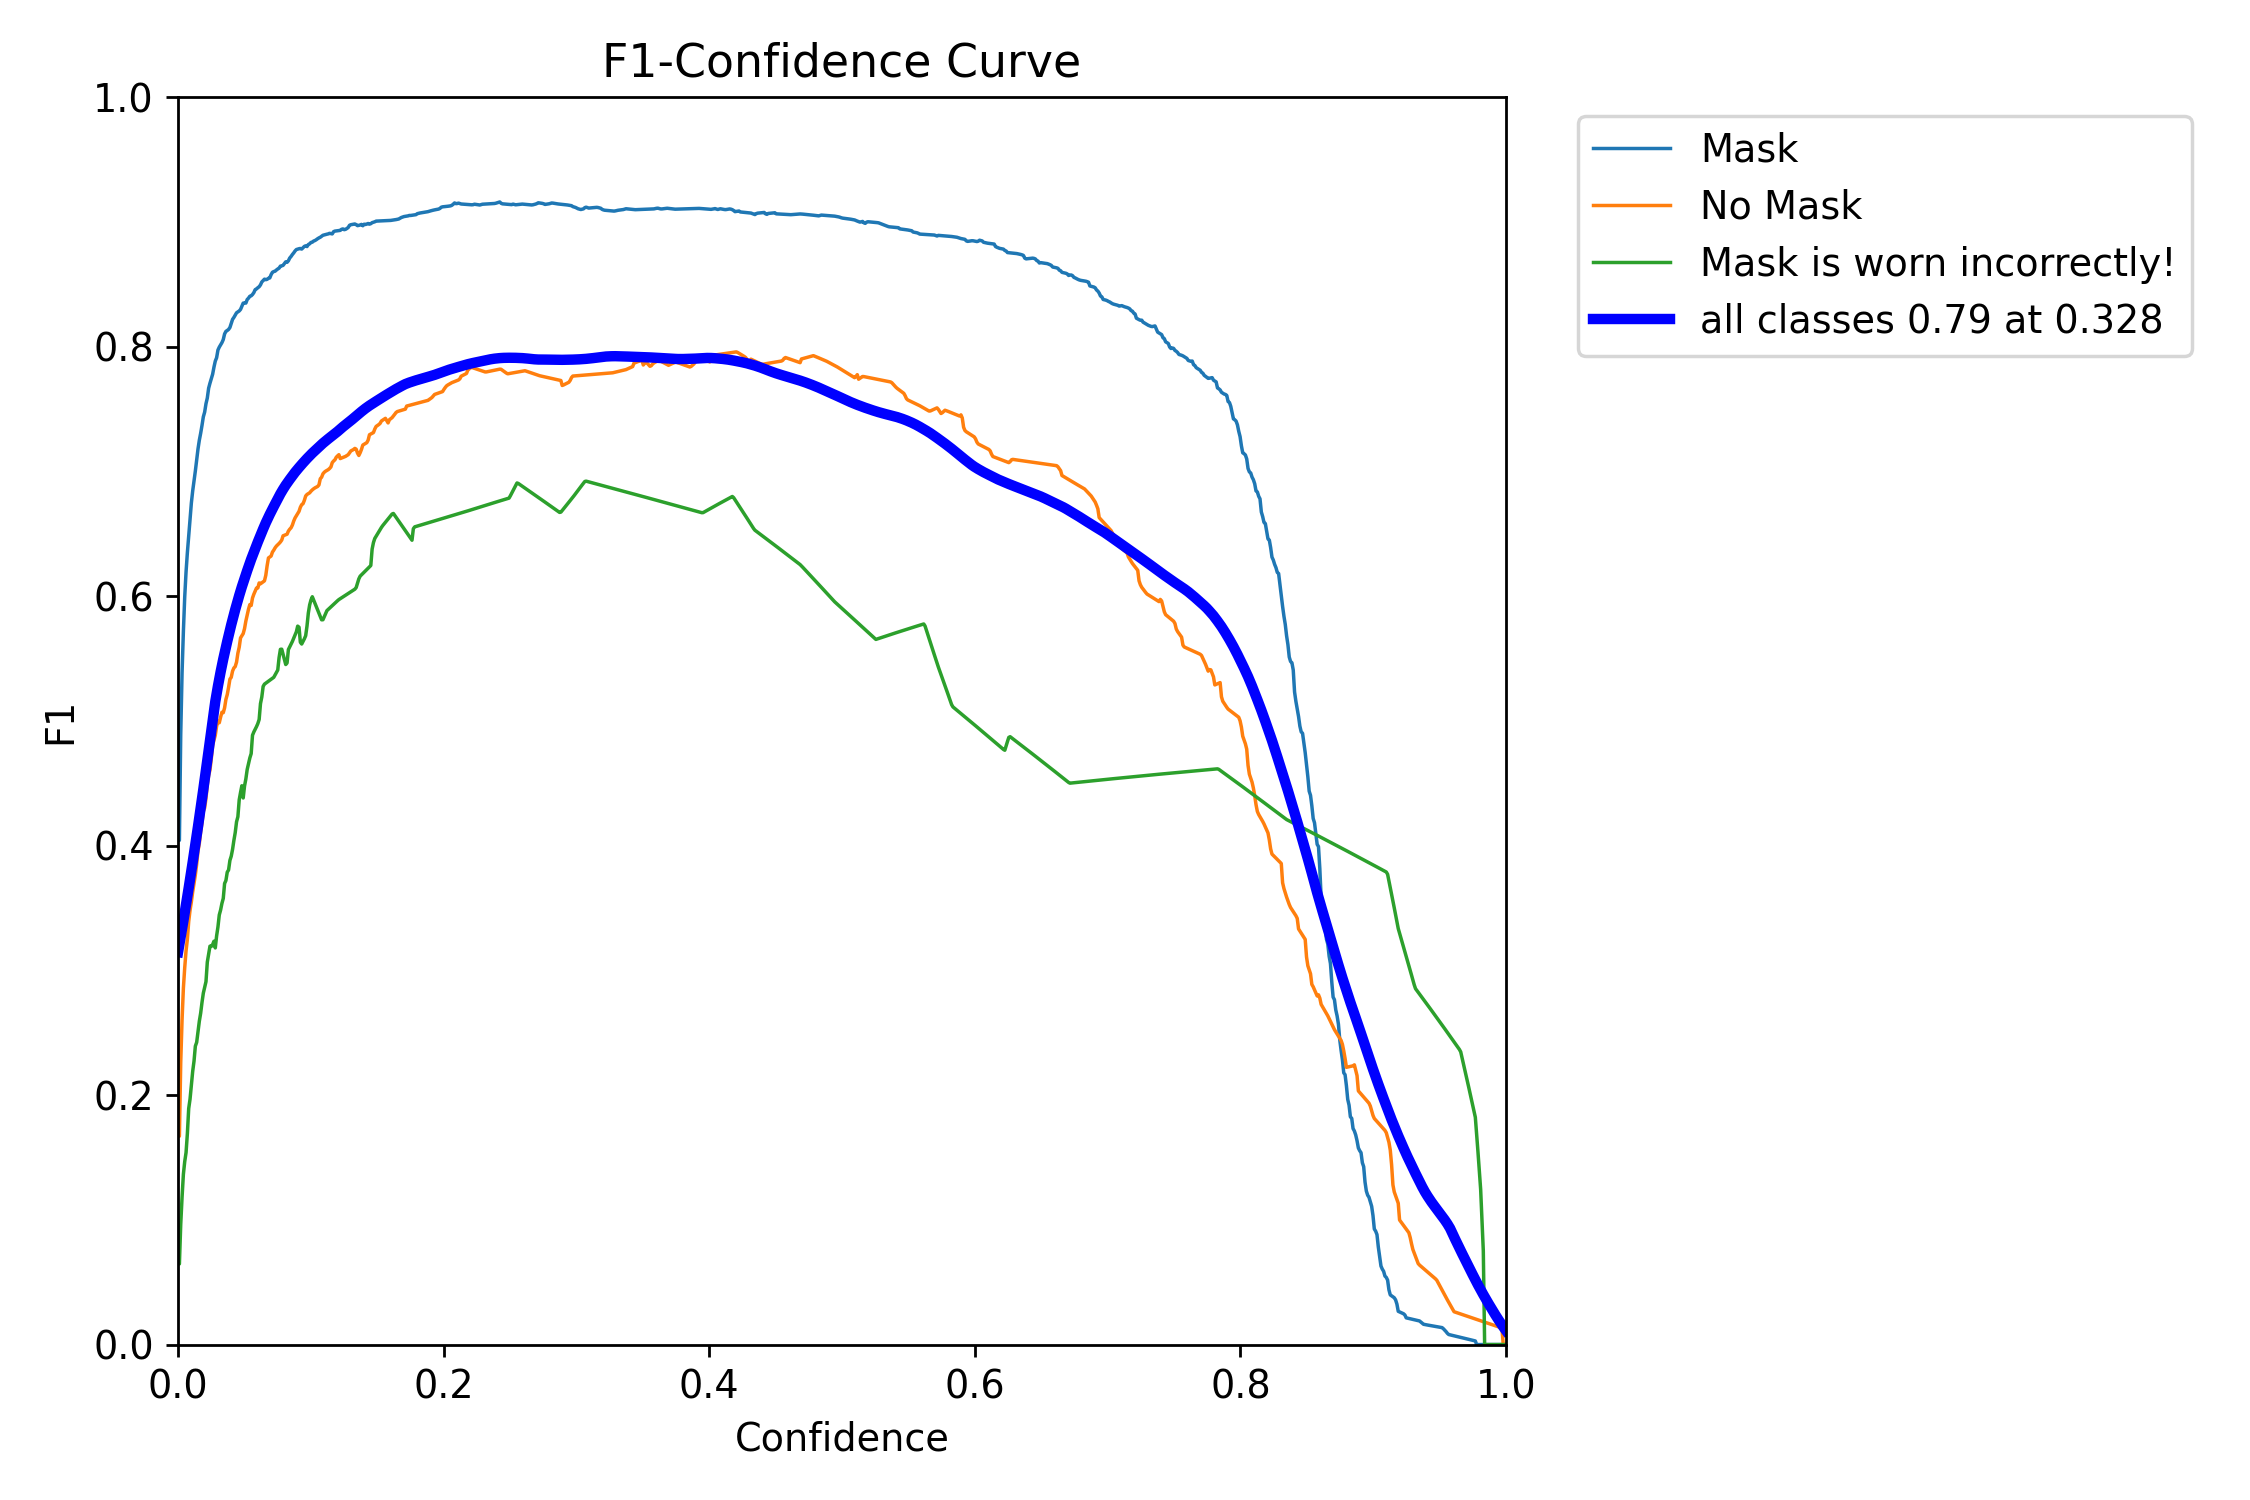 F1-Confidence Curve
1.0
0.8
0.6
0.4
0.2
0.0
F1
0.0 0.2 0.4 0.6 0.8 1.0
Confidence
Mask
No Mask
Mask is worn incorrectly!
all classes 0.79 at 0.328